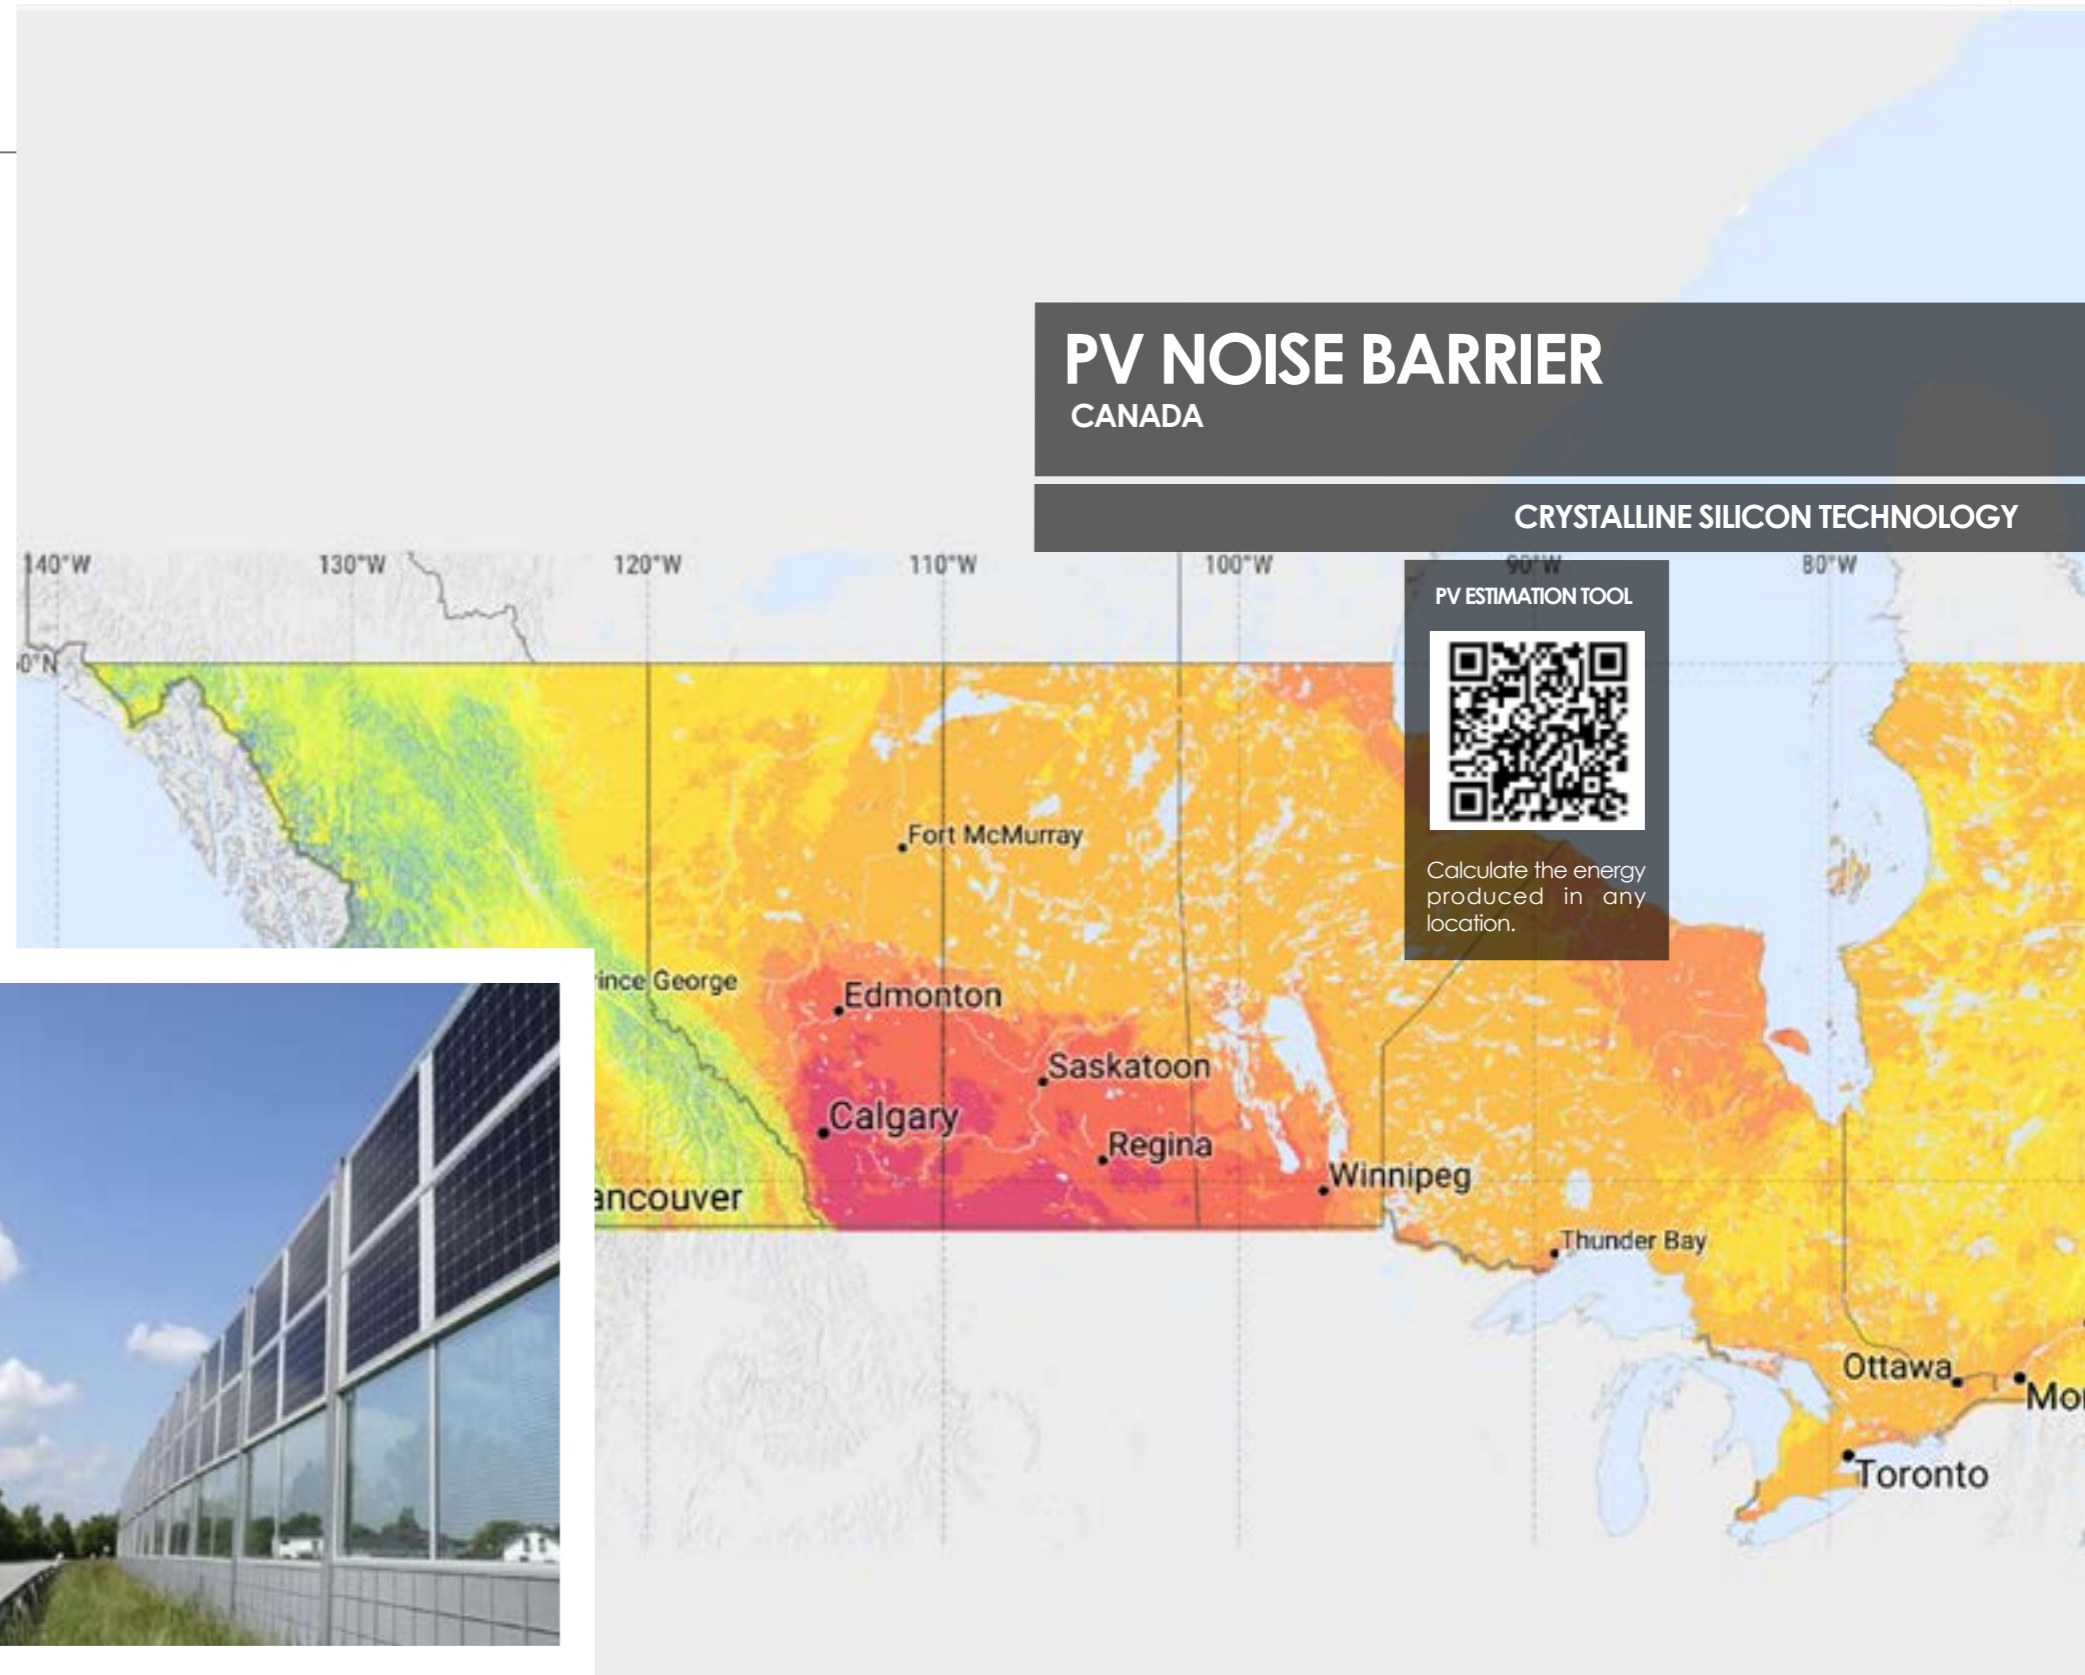 PV NOISE BARRIER
CANADA
CRYSTALLINE SILICON TECHNOLOGY
140°W
130°W
120°W
110°W
100°W
90°W
80°W
PV ESTIMATION TOOL
0°N
Fort McMurray
Calculate the energy
produced in any
location.
ince George
Edmonton
Saskatoon
Calgary
Regina
Winnipeg
ancouver
Thunder Bay
Ottawa
Mo
Toronto